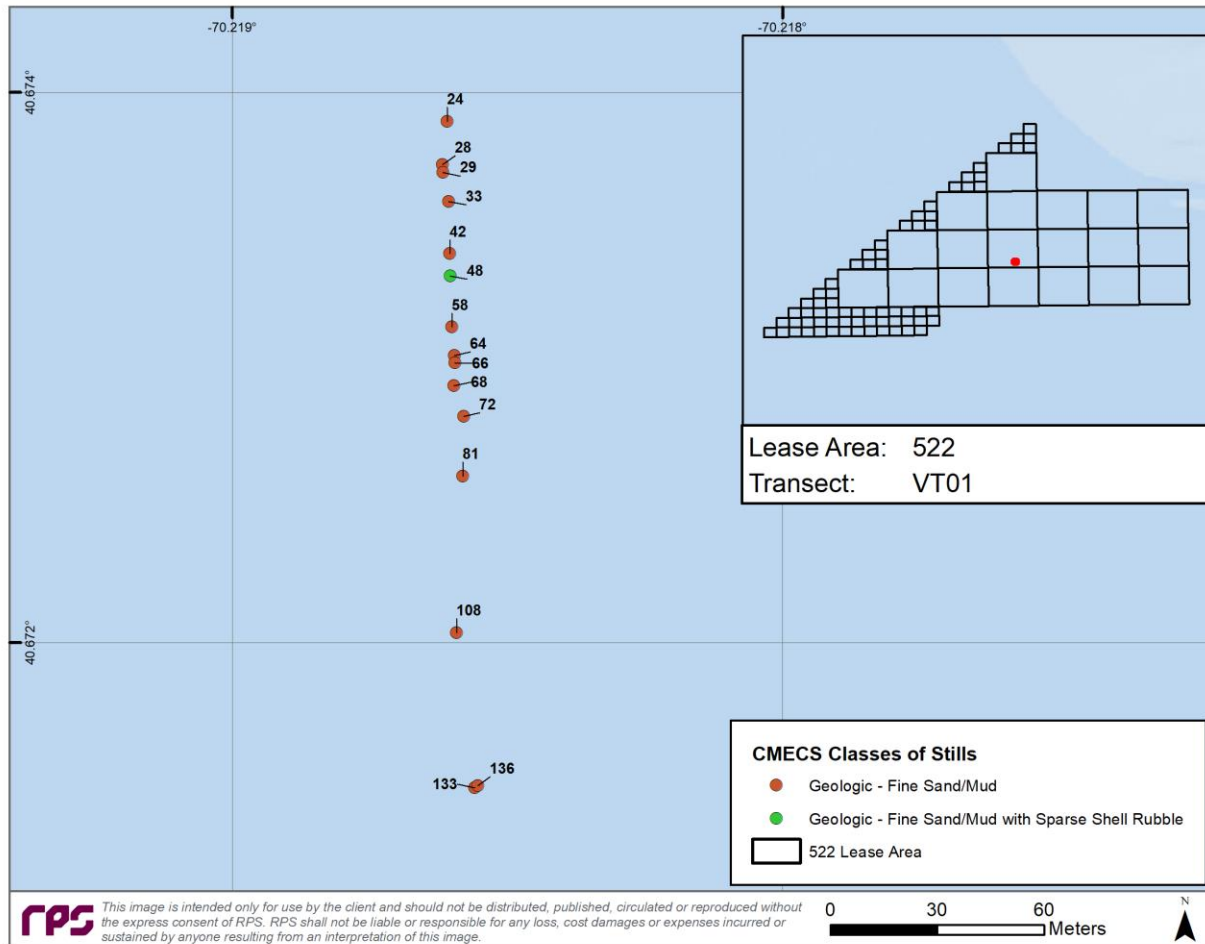 -70.219°
-70.218°
40.674°
24
28
29
33
42
48
58
64
66
68
72
81
40.672°
108
133
136
Lease Area: 522
Transect: VT01
CMECS Classes of Stills
Geologic - Fine Sand/Mud
Geologic - Fine Sand/Mud with Sparse Shell Rubble
522 Lease Area
rps
This image is intended only for use by the client and should not be distributed, published, circulated or reproduced without
the express consent of RPS. RPS shall not be liable or responsible for any loss, cost damages or expenses incurred or
sustained by anyone resulting from an interpretation of this image.
0 30 60
Meters
N